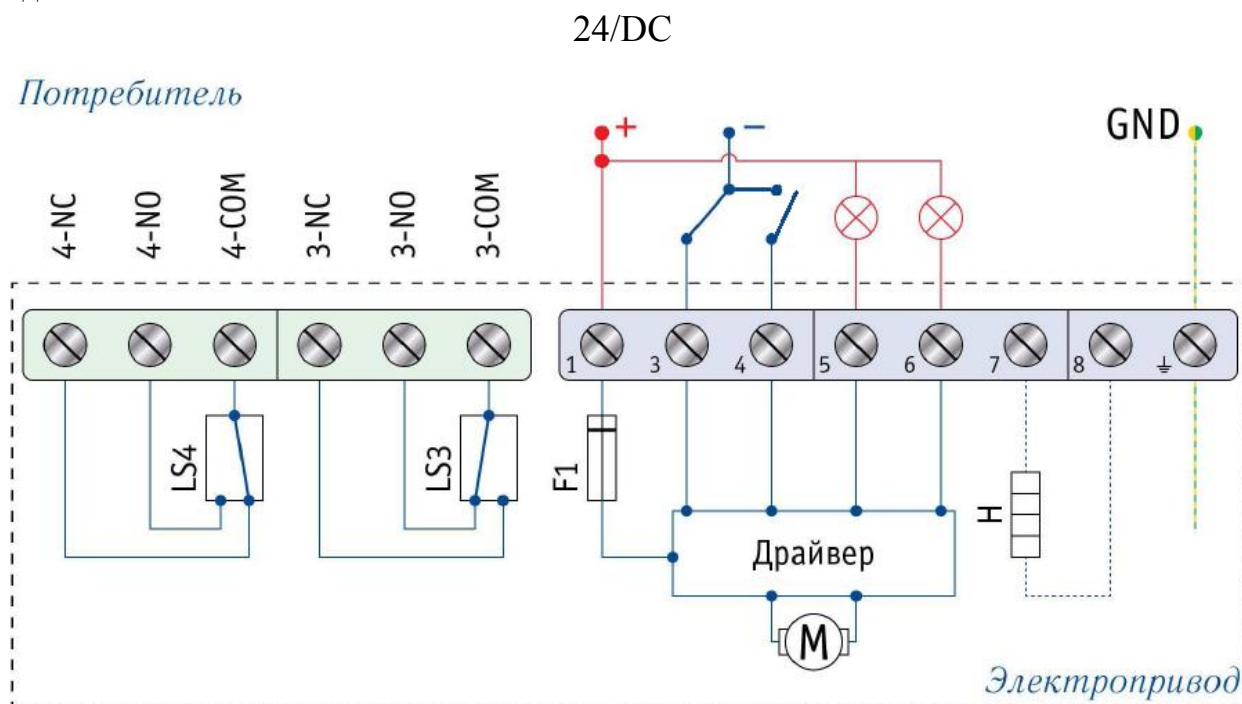 24/DC
Потребитель
+
−
GND
4-NC
4-NO
4-COM
3-NC
3-NO
3-COM
1
3
4
5
6
7
8
LS4
LS3
F1
H
Драйвер
M
Электропривод